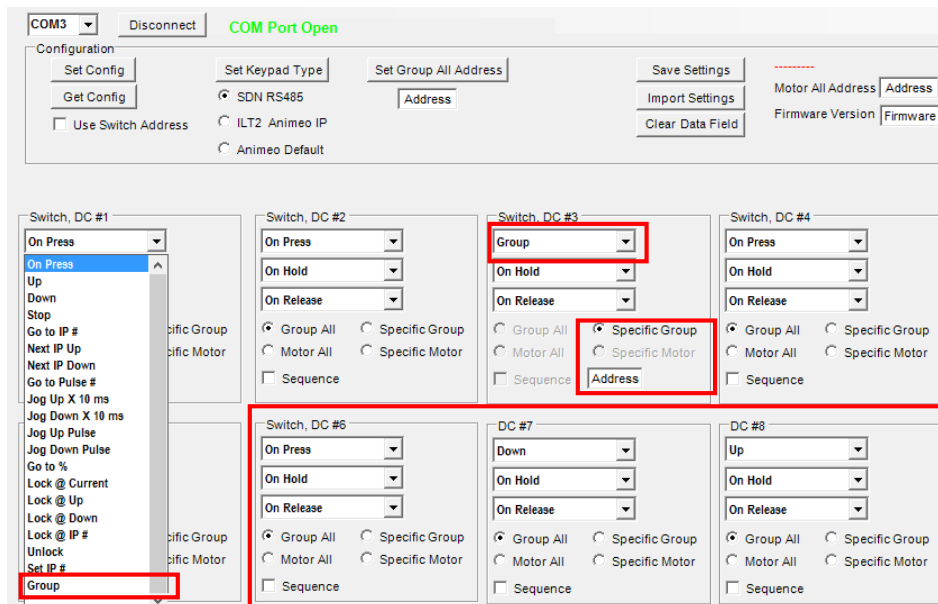 COM3 Disconnect COM Port Open
Configuration
Set Config Set Keypad Type Set Group All Address Save Settings ---------
Get Config SDN RS485 Address Import Settings Motor All Address Address
Use Switch Address ILT2 Animeo IP Clear Data Field Firmware Version Firmware
Animeo Default
Switch, DC #1 Switch, DC #2 Switch, DC #3 Switch, DC #4
On Press On Press Group On Press
On Press
Up On Hold On Hold On Hold
Down
Stop On Release On Release On Release
Go to IP # cific Group Group All Specific Group Group All Specific Group Group All Specific Group
Next IP Up cific Motor Motor All Specific Motor Motor All Specific Motor Motor All Specific Motor
Next IP Down
Go to Pulse # Sequence Sequence Address Sequence
Jog Up X 10 ms
Jog Down X 10 ms
Jog Up Pulse Switch, DC #6 DC #7 DC #8
Jog Down Pulse On Press Down Up
Go to %
Lock @ Current On Hold On Hold On Hold
Lock @ Up On Release On Release On Release
Lock @ Down
Lock @ IP # cific Group Group All Specific Group Group All Specific Group Group All Specific Group
Unlock cific Motor Motor All Specific Motor Motor All Specific Motor Motor All Specific Motor
Set IP #
Group Sequence Sequence Sequence